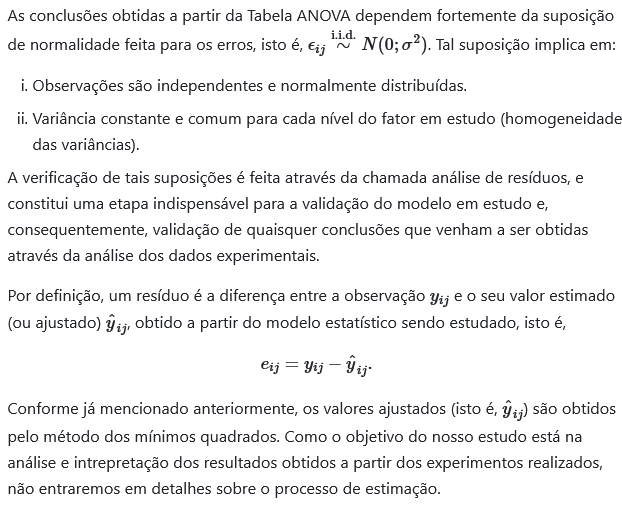 As conclusões obtidas a partir da Tabela ANOVA dependem fortemente da suposição
de normalidade feita para os erros, isto é, $\epsilon_{ij} \overset{\text{i.i.d.}}{\sim} N(0; \sigma^2)$. Tal suposição implica em:
i. Observações são independentes e normalmente distribuídas.
ii. Variância constante e comum para cada nível do fator em estudo (homogeneidade
das variâncias).
A verificação de tais suposições é feita através da chamada análise de resíduos, e
constitui uma etapa indispensável para a validação do modelo em estudo e,
consequentemente, validação de quaisquer conclusões que venham a ser obtidas
através da análise dos dados experimentais.
Por definição, um resíduo é a diferença entre a observação $y_{ij}$ e o seu valor estimado
(ou ajustado) $\hat{y}_{ij}$, obtido a partir do modelo estatístico sendo estudado, isto é,
$e_{ij} = y_{ij} - \hat{y}_{ij}.$
Conforme já mencionado anteriormente, os valores ajustados (isto é, $\hat{y}_{ij}$) são obtidos
pelo método dos mínimos quadrados. Como o objetivo do nosso estudo está na
análise e intrepretação dos resultados obtidos a partir dos experimentos realizados,
não entraremos em detalhes sobre o processo de estimação.